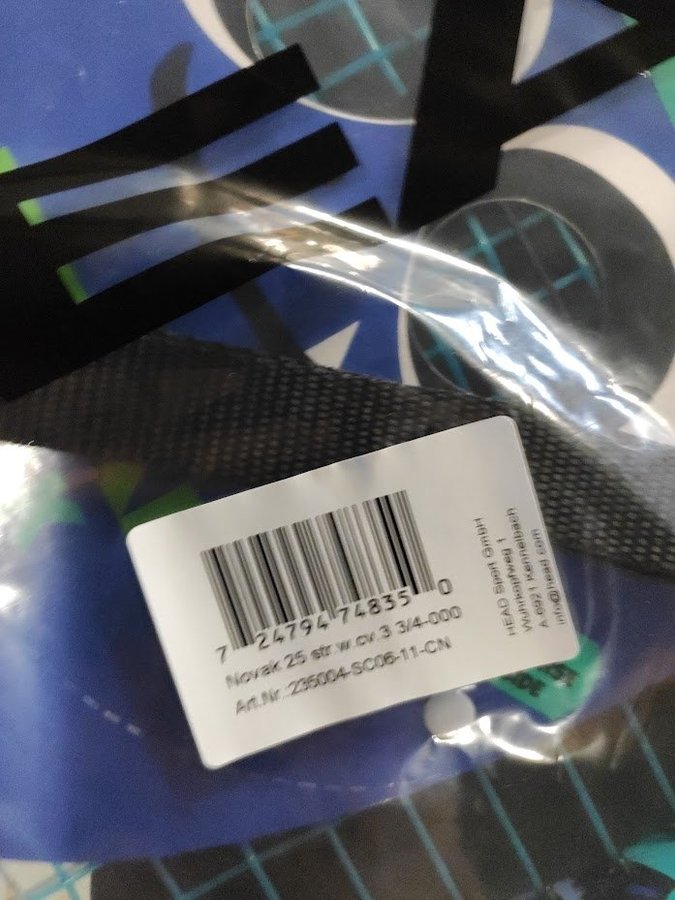 7 24794 74835 0
Novak 25 str.w.cv.3 3/4-000
Art.Nr.:235004-SC06-11-CN
HEAD Sport GmbH
Wuhrkopfweg 1
A-6921 Kennelbach
info@head.com